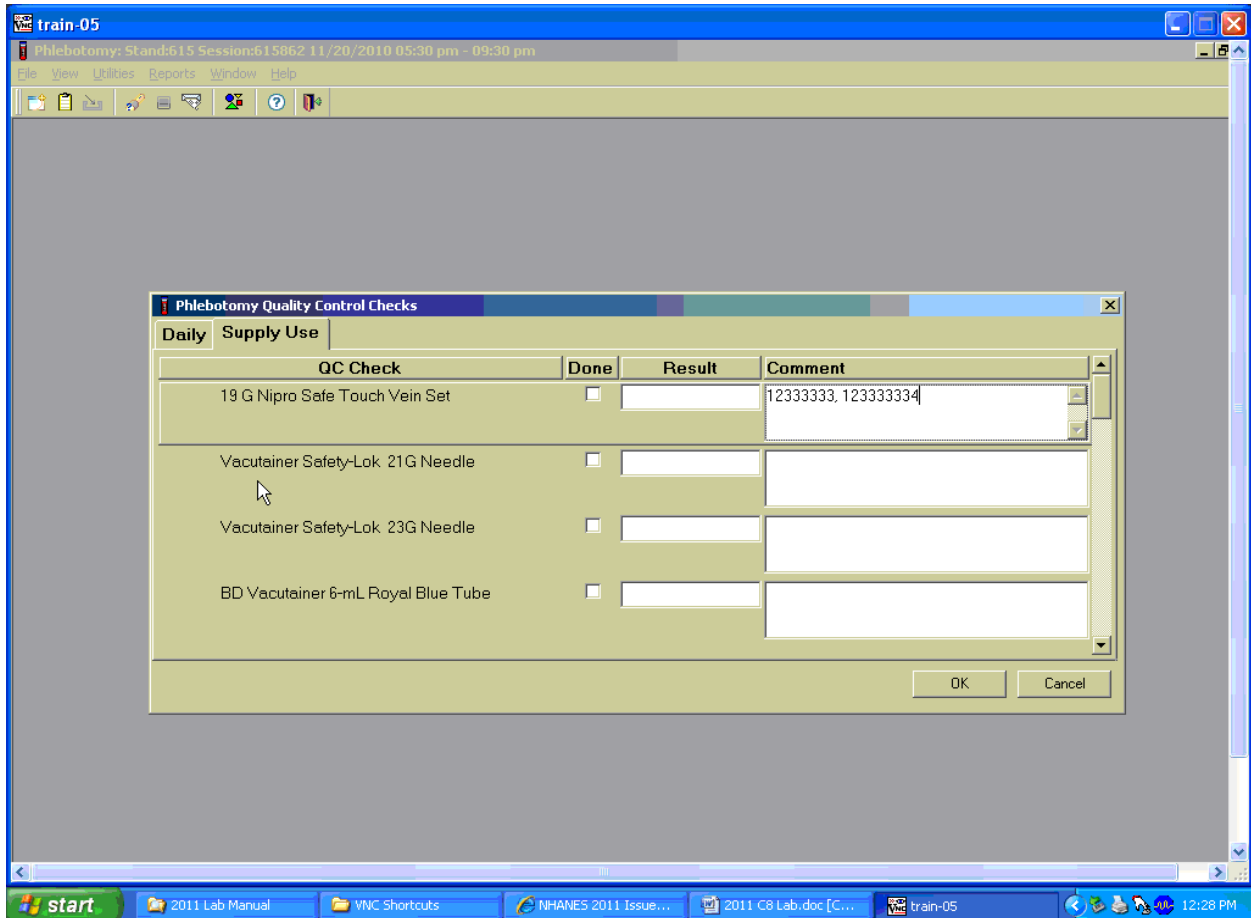 train-05
Phlebotomy: Stand:615 Session:615862 11/20/2010 05:30 pm - 09:30 pm
File View Utilities Reports Window Help
Phlebotomy Quality Control Checks
Daily Supply Use
QC Check Done Result Comment
19 G Nipro Safe Touch Vein Set 12333333, 123333334
Vacutainer Safety-Lok 21G Needle
Vacutainer Safety-Lok 23G Needle
BD Vacutainer 6-mL Royal Blue Tube
OK Cancel
start 2011 Lab Manual VNC Shortcuts NHANES 2011 Issue... 2011 C8 Lab.doc [C... train-05 12:28 PM